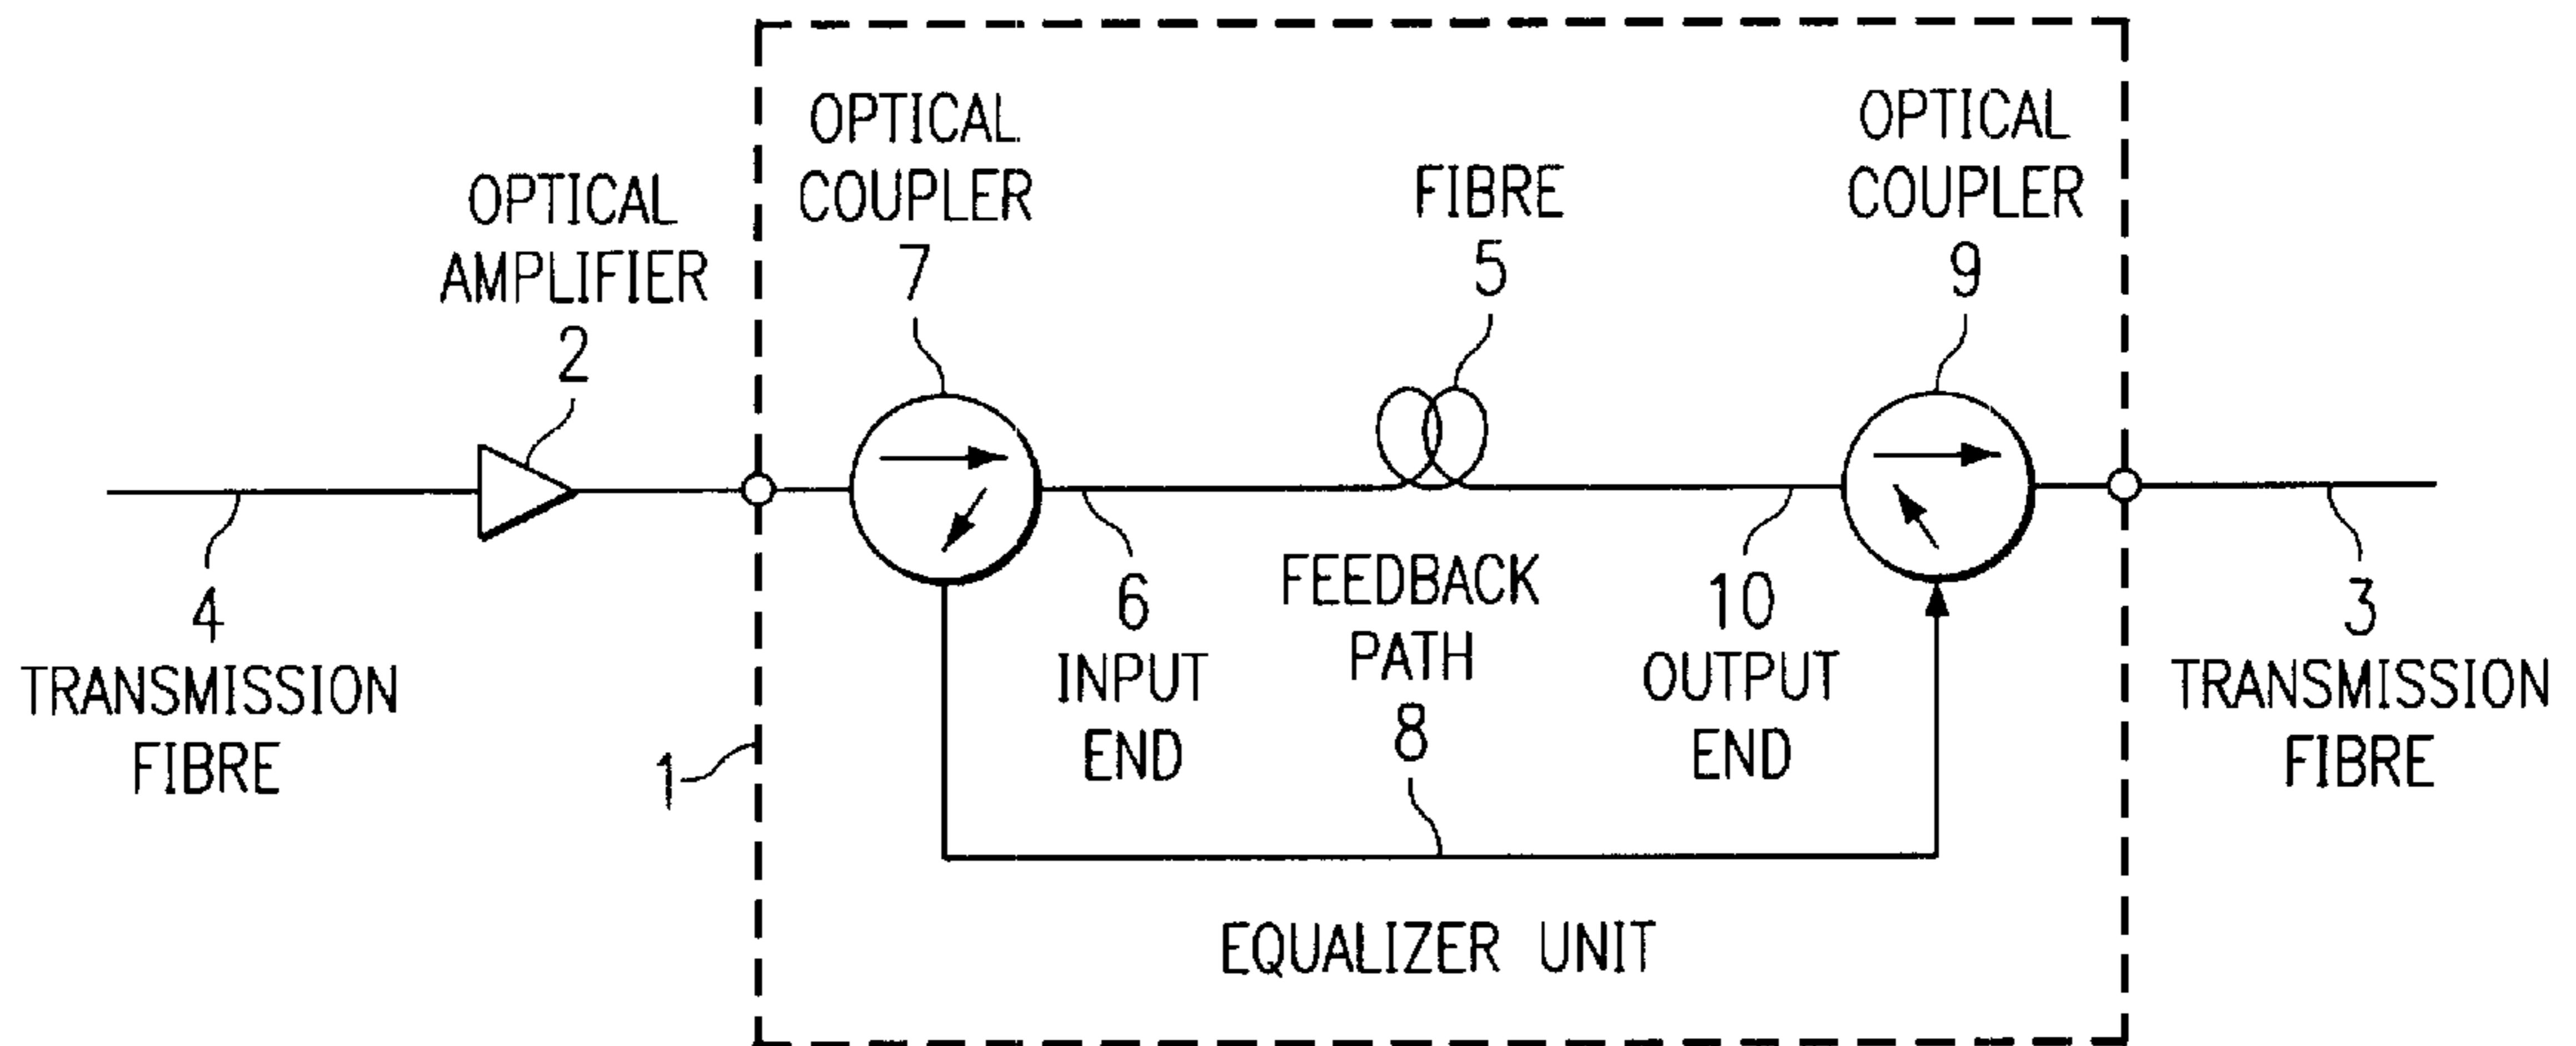 OPTICAL
AMPLIFIER
2
4
TRANSMISSION
FIBRE
1
OPTICAL
COUPLER
7
FIBRE
5
OPTICAL
COUPLER
9
6
INPUT
END
FEEDBACK
PATH
8
10
OUTPUT
END
3
TRANSMISSION
FIBRE
EQUALIZER UNIT